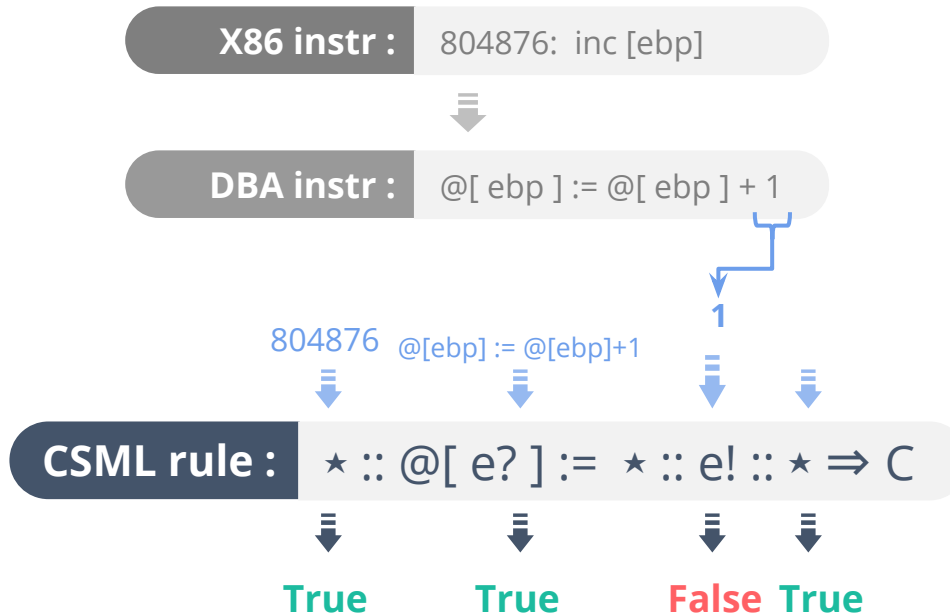 X86 instr : 804876: inc [ebp]
DBA instr : @[ ebp ] := @[ ebp ] + 1
1
804876 @[ebp] := @[ebp]+1
CSML rule : ⋆ :: @[ e? ] := ⋆ :: e! :: ⋆ ⇒ C
True True False True